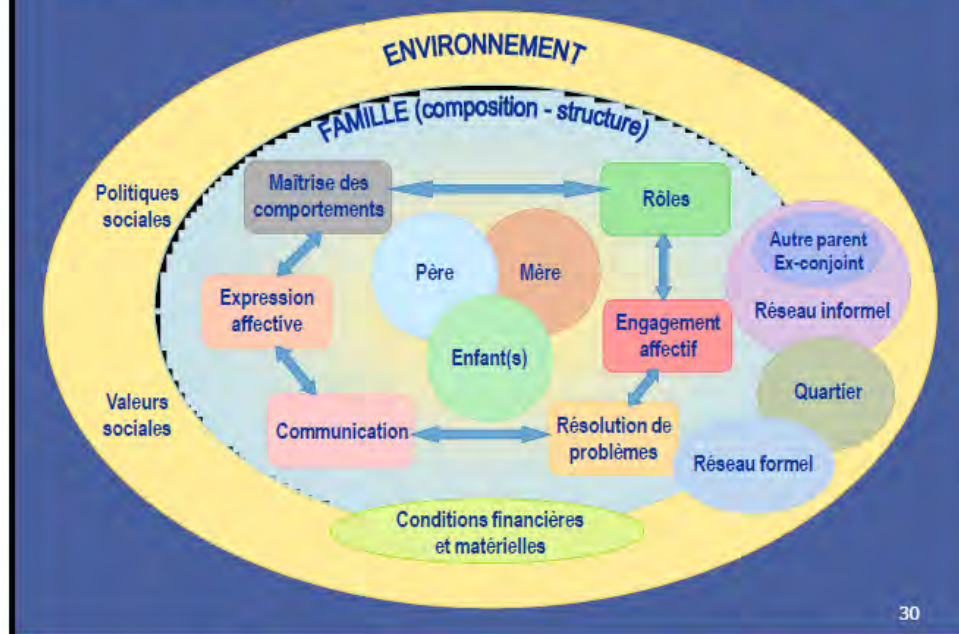 ENVIRONNEMENT
FAMILLE (composition - structure)
Politiques
sociales
Maîtrise des
comportements
Rôles
Autre parent
Ex-conjoint
Réseau informel
Père
Mère
Expression
affective
Engagement
affectif
Enfant(s)
Quartier
Valeurs
sociales
Communication
Résolution de
problèmes
Réseau formel
Conditions financières
et matérielles
30